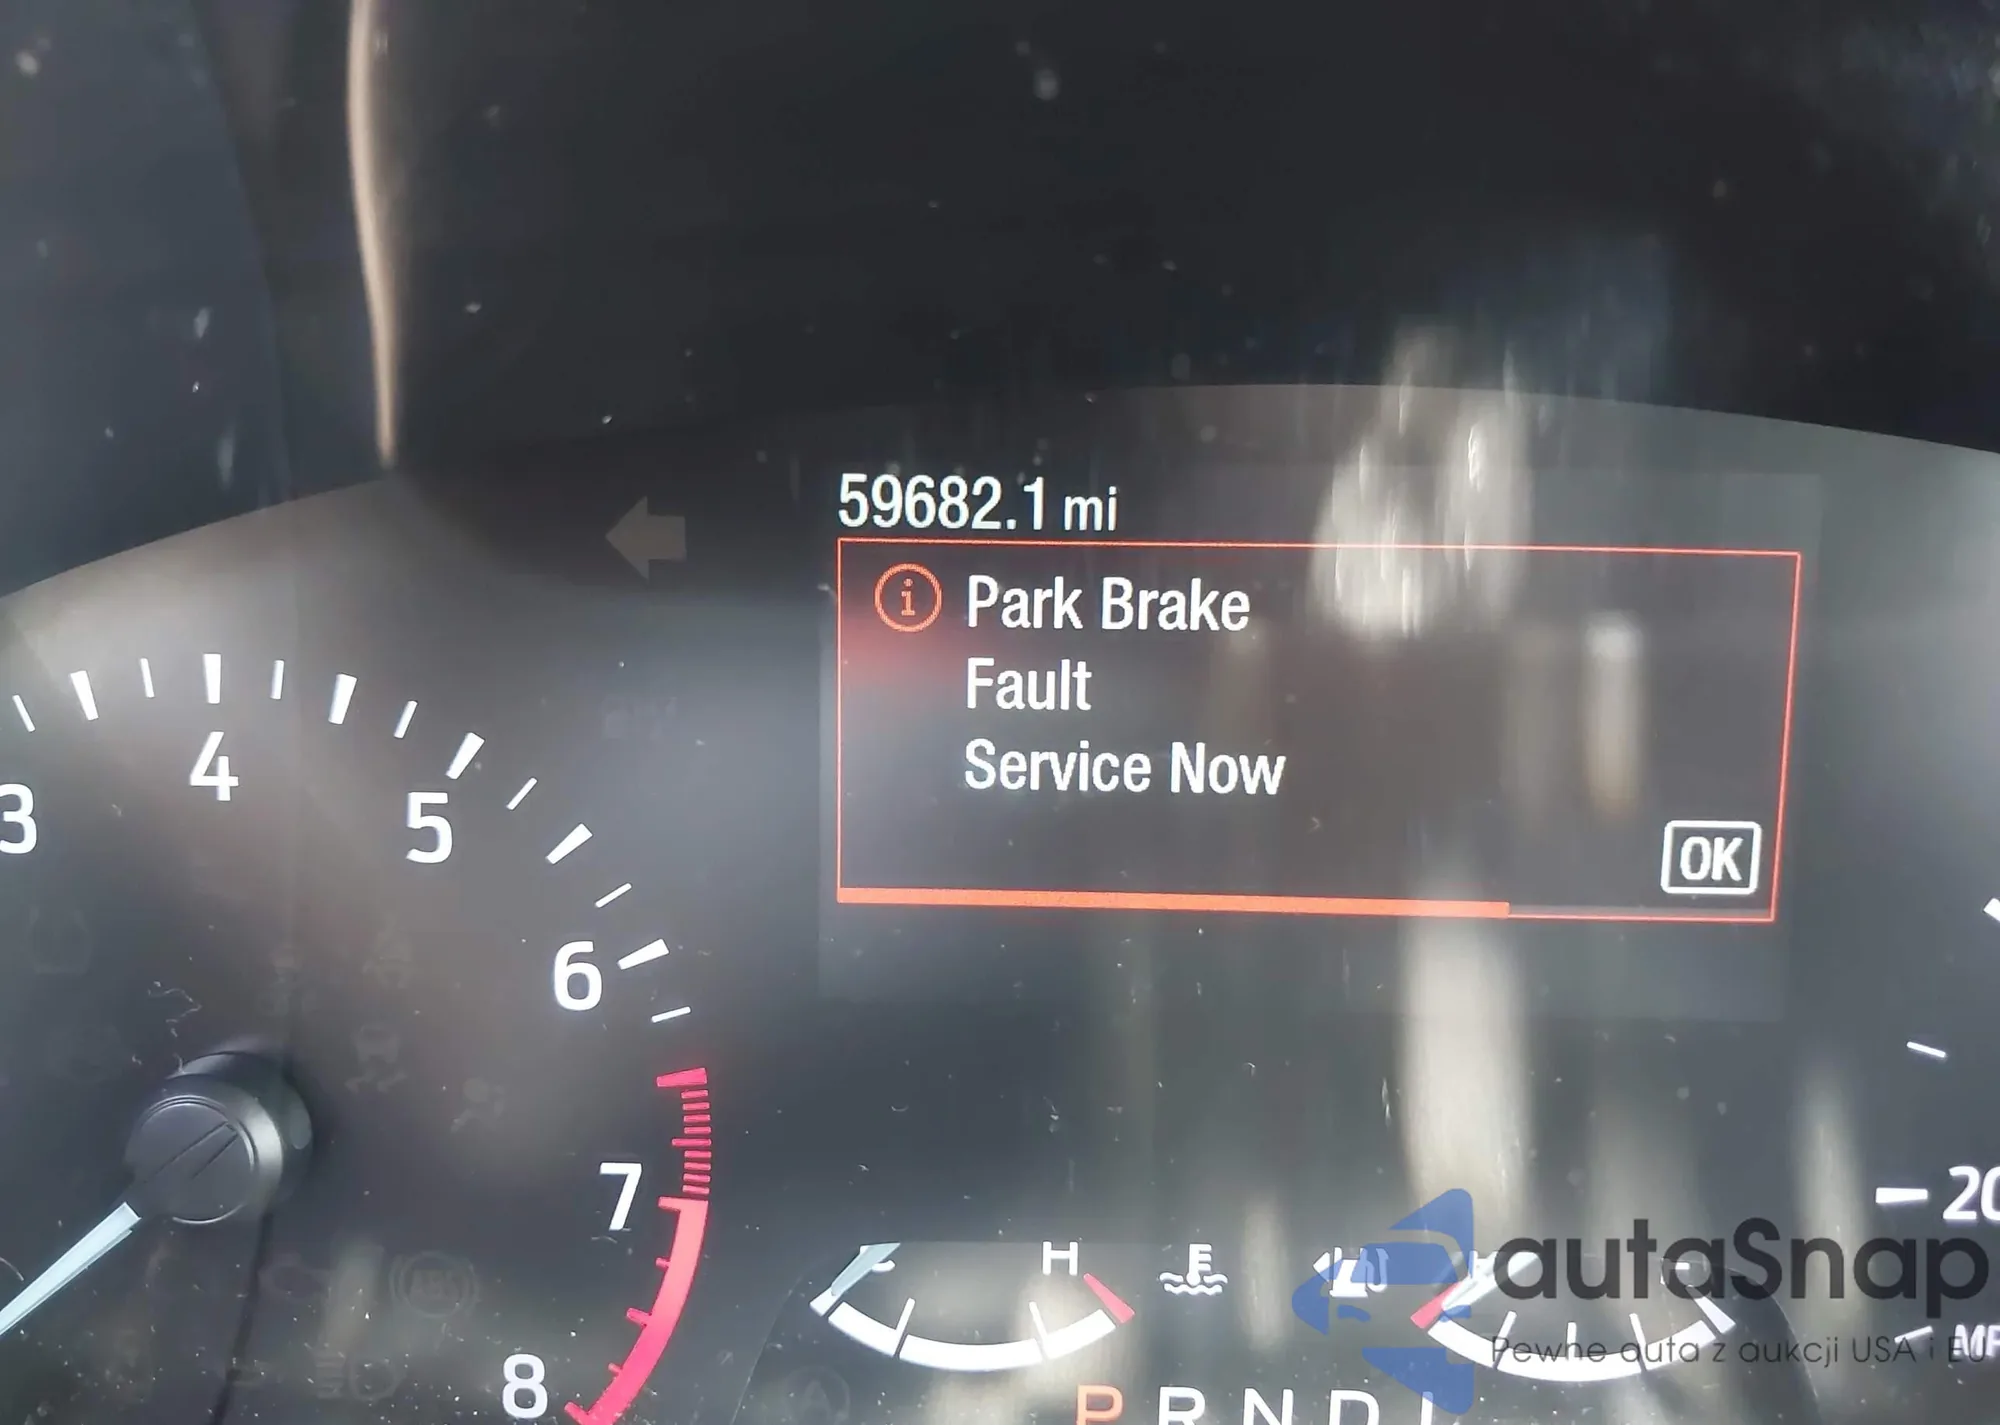 59682.1 mi
i Park Brake
Fault
Service Now
OK
3
4
5
6
7
8
ABS
20
H
autaSnap
Pewne auta z aukcji USA i EU
P R N D L